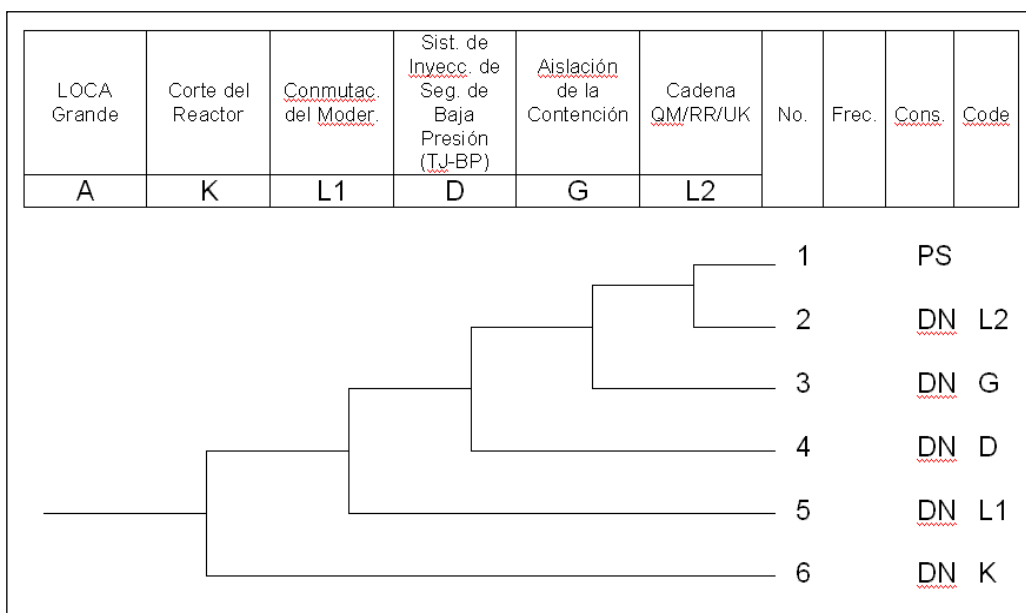 LOCA
Grande
Corte del
Reactor
Conmutac.
del Moder.
Sist. de
Inyecc. de
Seg. de
Baja
Presión
(TJ-BP)
Aislación
de la
Contención
Cadena
QM/RR/UK
No.
Frec.
Cons.
Code
A K L1 D G L2
1 PS
2 DN L2
3 DN G
4 DN D
5 DN L1
6 DN K